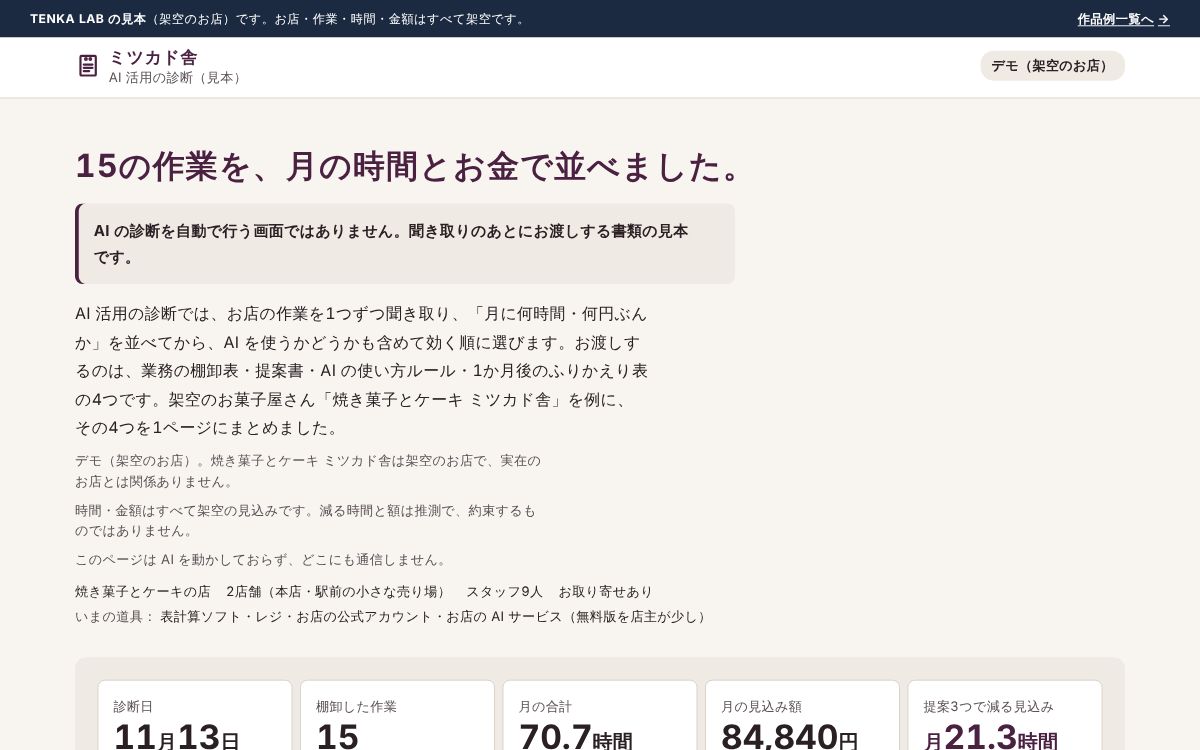 TENKA LAB の見本（架空のお店）です。お店・作業・時間・金額はすべて架空です。
作品例一覧へ →
ミツカド舎
AI 活用の診断（見本）
デモ（架空のお店）
15の作業を、月の時間とお金で並べました。
AI の診断を自動で行う画面ではありません。聞き取りのあとにお渡しする書類の見本
です。
AI 活用の診断では、お店の作業を1つずつ聞き取り、「月に何時間・何円ぶん
か」を並べてから、AI を使うかどうかも含めて効く順に選びます。お渡しす
るのは、業務の棚卸表・提案書・AI の使い方ルール・1か月後のふりかえり表
の4つです。架空のお菓子屋さん「焼き菓子とケーキ ミツカド舎」を例に、
その4つを1ページにまとめました。
デモ（架空のお店）。焼き菓子とケーキ ミツカド舎は架空のお店で、実在の
お店とは関係ありません。
時間・金額はすべて架空の見込みです。減る時間と額は推測で、約束するも
のではありません。
このページは AI を動かしておらず、どこにも通信しません。
焼き菓子とケーキの店　2店舗（本店・駅前の小さな売り場）　スタッフ9人　お取り寄せあり
いまの道具： 表計算ソフト・レジ・お店の公式アカウント・お店の AI サービス（無料版を店主が少し）
診断日
11月13日
棚卸した作業
15
月の合計
70.7時間
月の見込み額
84,840円
提案3つで減る見込み
月21.3時間